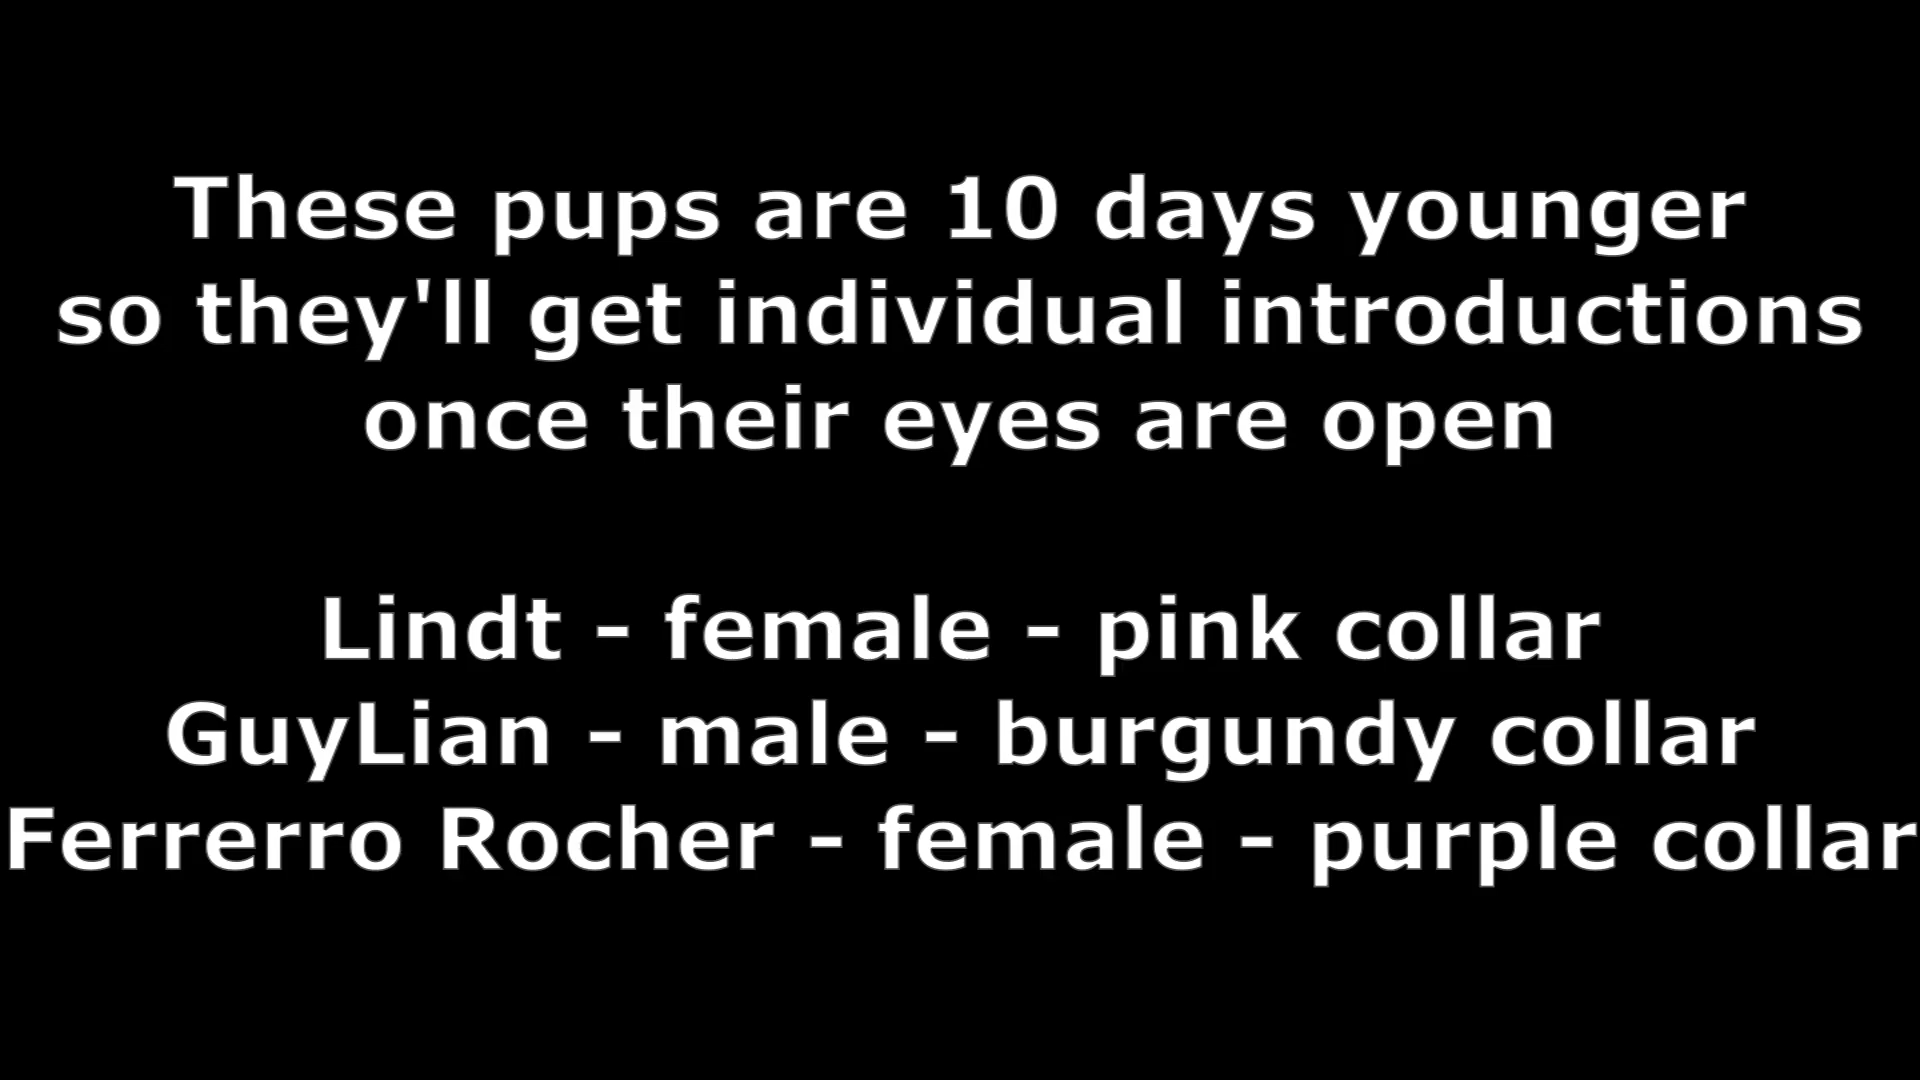 These pups are 10 days younger
so they'll get individual introductions
once their eyes are open
Lindt - female - pink collar
GuyLian - male - burgundy collar
Ferrerro Rocher - female - purple collar